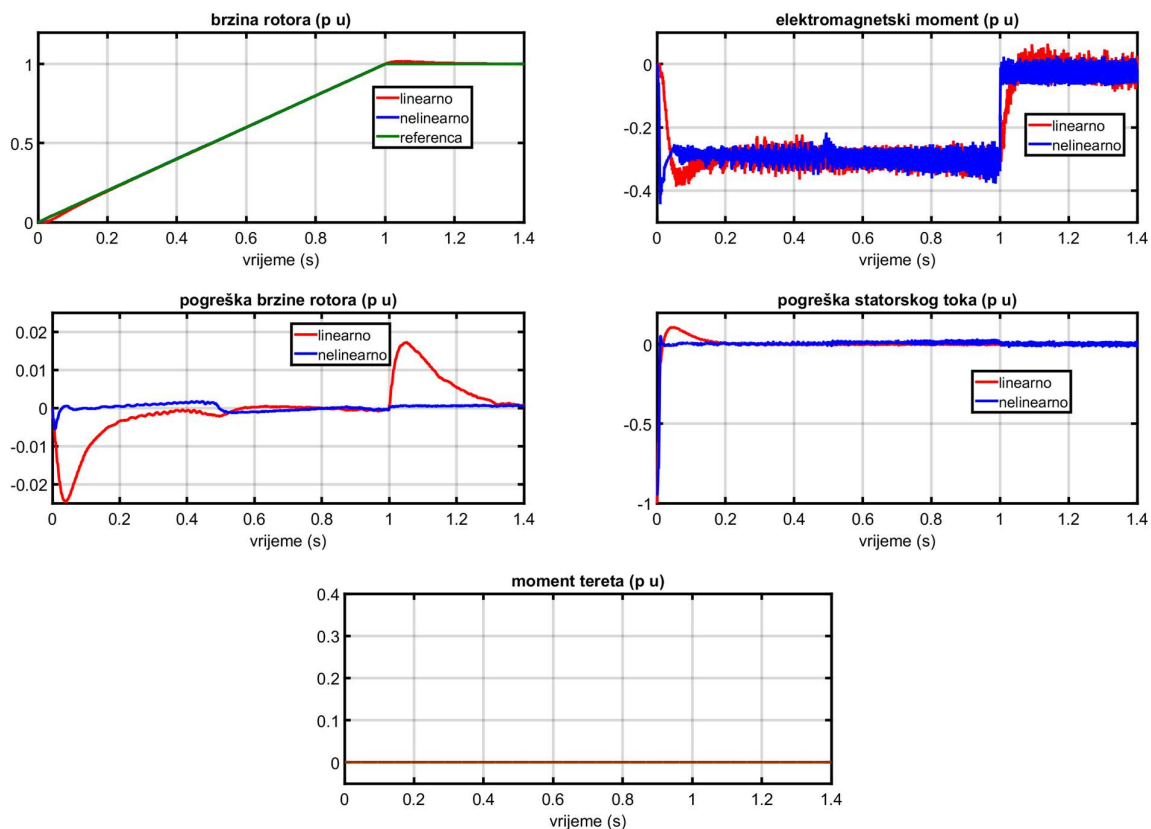 brzina rotora (p u)
1
0.5
0
linearno
nelinearno
referenca
0 0.2 0.4 0.6 0.8 1 1.2 1.4
vrijeme (s)
elektromagnetski moment (p u)
0
-0.2
-0.4
linearno
nelinearno
0 0.2 0.4 0.6 0.8 1 1.2 1.4
vrijeme (s)
pogreška brzine rotora (p u)
0.02
0.01
0
-0.01
-0.02
linearno
nelinearno
0 0.2 0.4 0.6 0.8 1 1.2 1.4
vrijeme (s)
pogreška statorskog toka (p u)
0
-0.5
-1
linearno
nelinearno
0 0.2 0.4 0.6 0.8 1 1.2 1.4
vrijeme (s)
moment tereta (p u)
0.4
0.3
0.2
0.1
0
0 0.2 0.4 0.6 0.8 1 1.2 1.4
vrijeme (s)